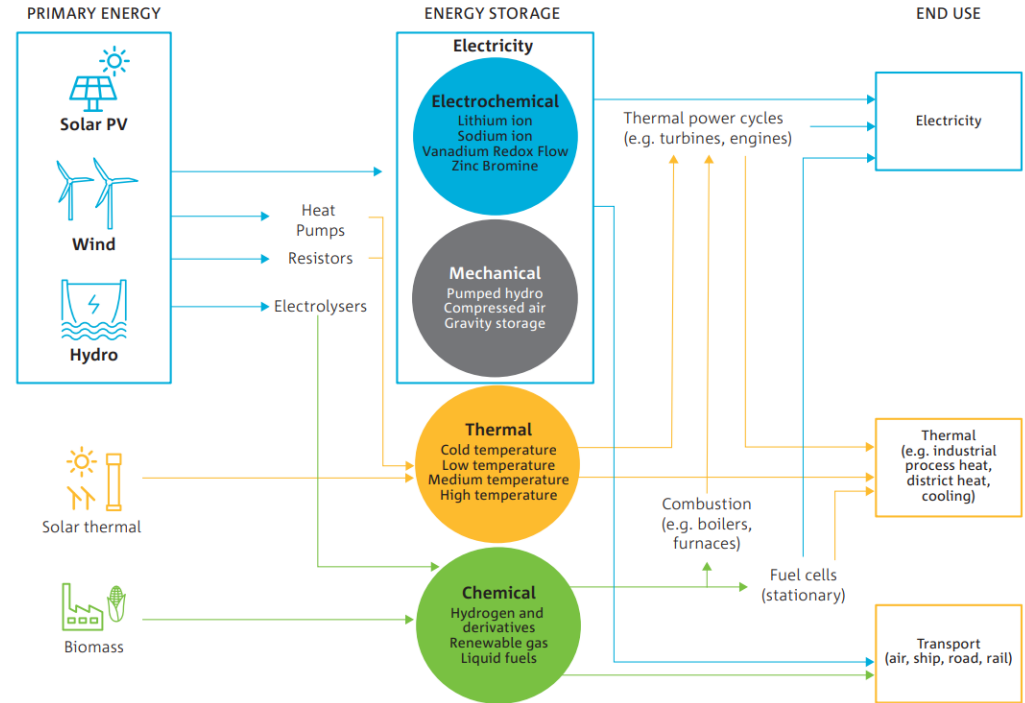 PRIMARY ENERGY
ENERGY STORAGE
END USE
Solar PV
Wind
Hydro
Solar thermal
Biomass
Heat
Pumps
Resistors
Electrolysers
Electricity
Electrochemical
Lithium ion
Sodium ion
Vanadium Redox Flow
Zinc Bromine
Mechanical
Pumped hydro
Compressed air
Gravity storage
Thermal
Cold temperature
Low temperature
Medium temperature
High temperature
Chemical
Hydrogen and
derivatives
Renewable gas
Liquid fuels
Thermal power cycles
(e.g. turbines, engines)
Combustion
(e.g. boilers,
furnaces)
Fuel cells
(stationary)
Electricity
Thermal
(e.g. industrial
process heat,
district heat,
cooling)
Transport
(air, ship, road, rail)